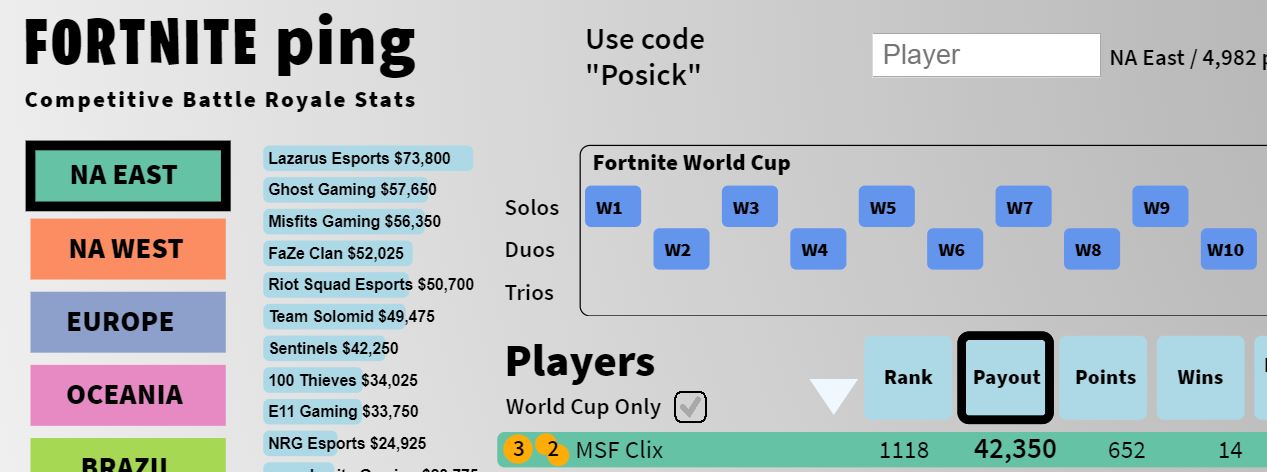 FORTNITE ping
Competitive Battle Royale Stats
Use code
"Posick"
Player
NA East / 4,982
NA EAST
NA WEST
EUROPE
OCEANIA
BRAZIL
Lazarus Esports $73,800
Ghost Gaming $57,650
Misfits Gaming $56,350
FaZe Clan $52,025
Riot Squad Esports $50,700
Team Solomid $49,475
Sentinels $42,250
100 Thieves $34,025
E11 Gaming $33,750
NRG Esports $24,925
Fortnite World Cup
Solos W1 W3 W5 W7 W9
Duos W2 W4 W6 W8 W10
Trios
Players
World Cup Only
Rank Payout Points Wins
3 2 MSF Clix 1118 42,350 652 14